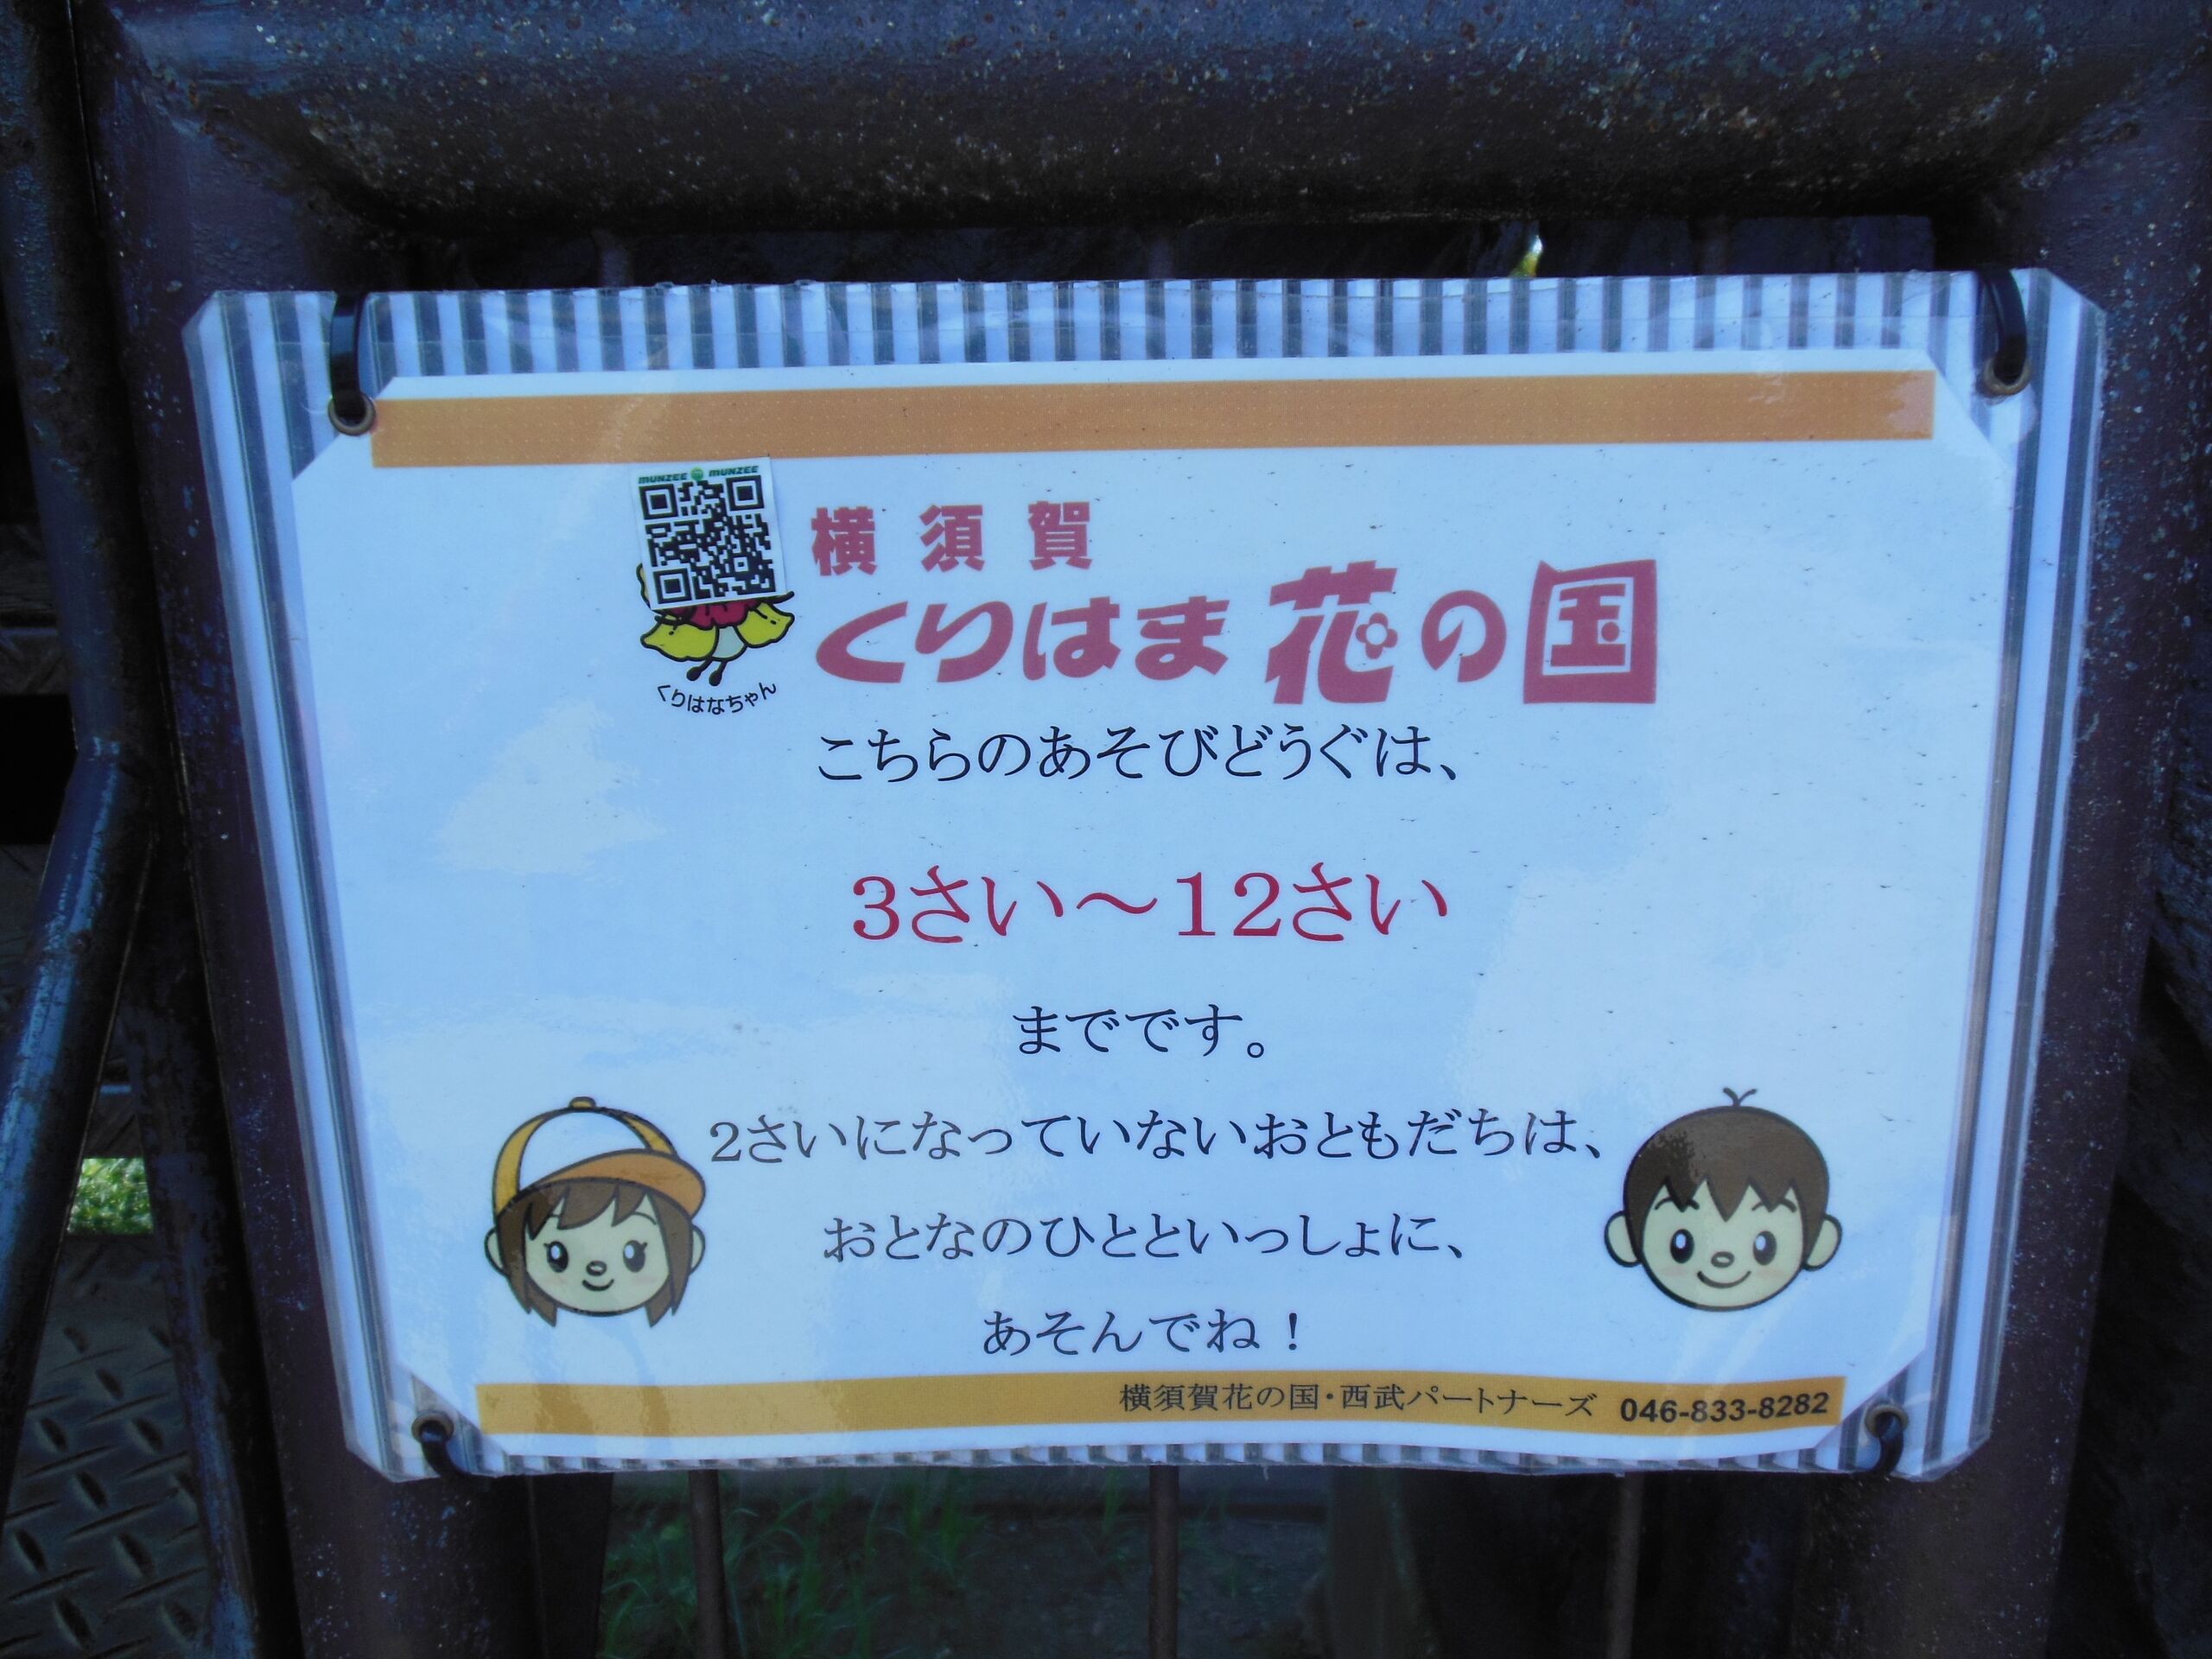 MUNZEE MUNZEE
横須賀
くりはま花の国
くりはなちゃん
こちらのあそびどうぐは、
3さい～12さい
までです。
2さいになっていないおともだちは、
おとなのひとといっしょに、
あそんでね！
横須賀花の国・西武パートナーズ 046-833-8282